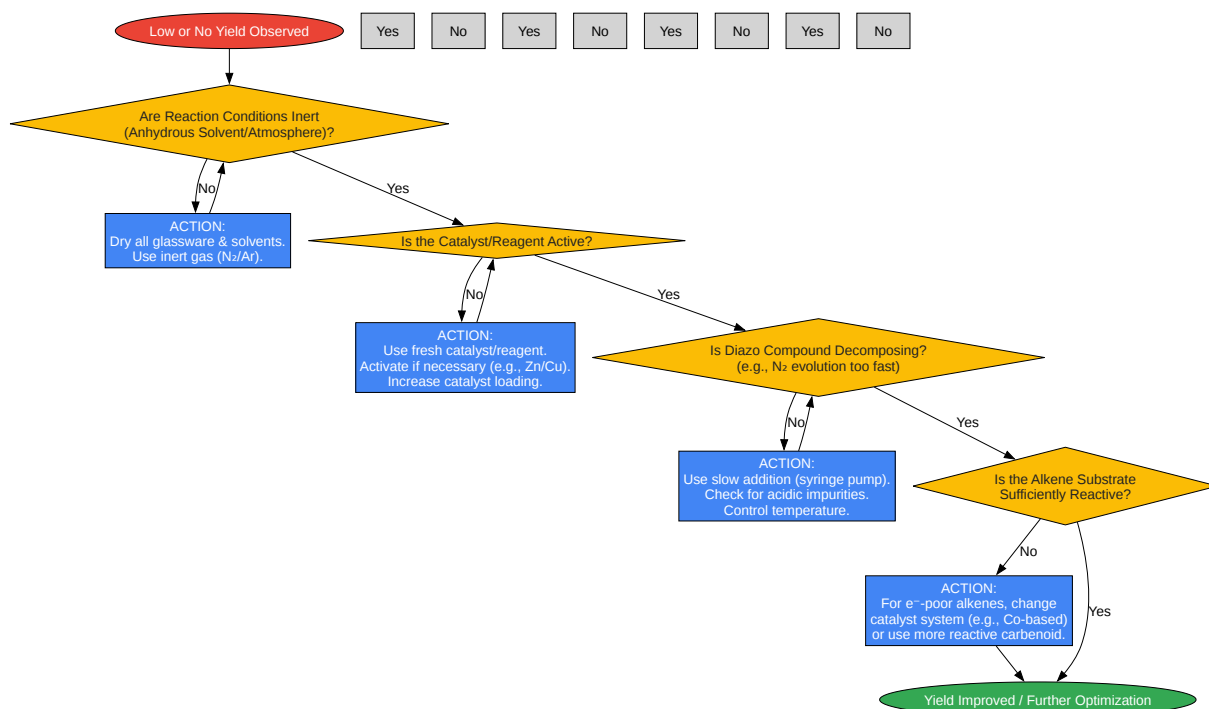 Low or No Yield Observed
Yes
No
Yes
No
Yes
No
Yes
No
Are Reaction Conditions Inert
(Anhydrous Solvent/Atmosphere)?
No
Yes
ACTION:
Dry all glassware & solvents.
Use inert gas (N₂/Ar).
Is the Catalyst/Reagent Active?
No
Yes
ACTION:
Use fresh catalyst/reagent.
Activate if necessary (e.g., Zn/Cu).
Increase catalyst loading.
Is Diazo Compound Decomposing?
(e.g., N₂ evolution too fast)
No
Yes
ACTION:
Use slow addition (syringe pump).
Check for acidic impurities.
Control temperature.
Is the Alkene Substrate
Sufficiently Reactive?
No
Yes
ACTION:
For e⁻-poor alkenes, change
catalyst system (e.g., Co-based)
or use more reactive carbenoid.
Yield Improved / Further Optimization